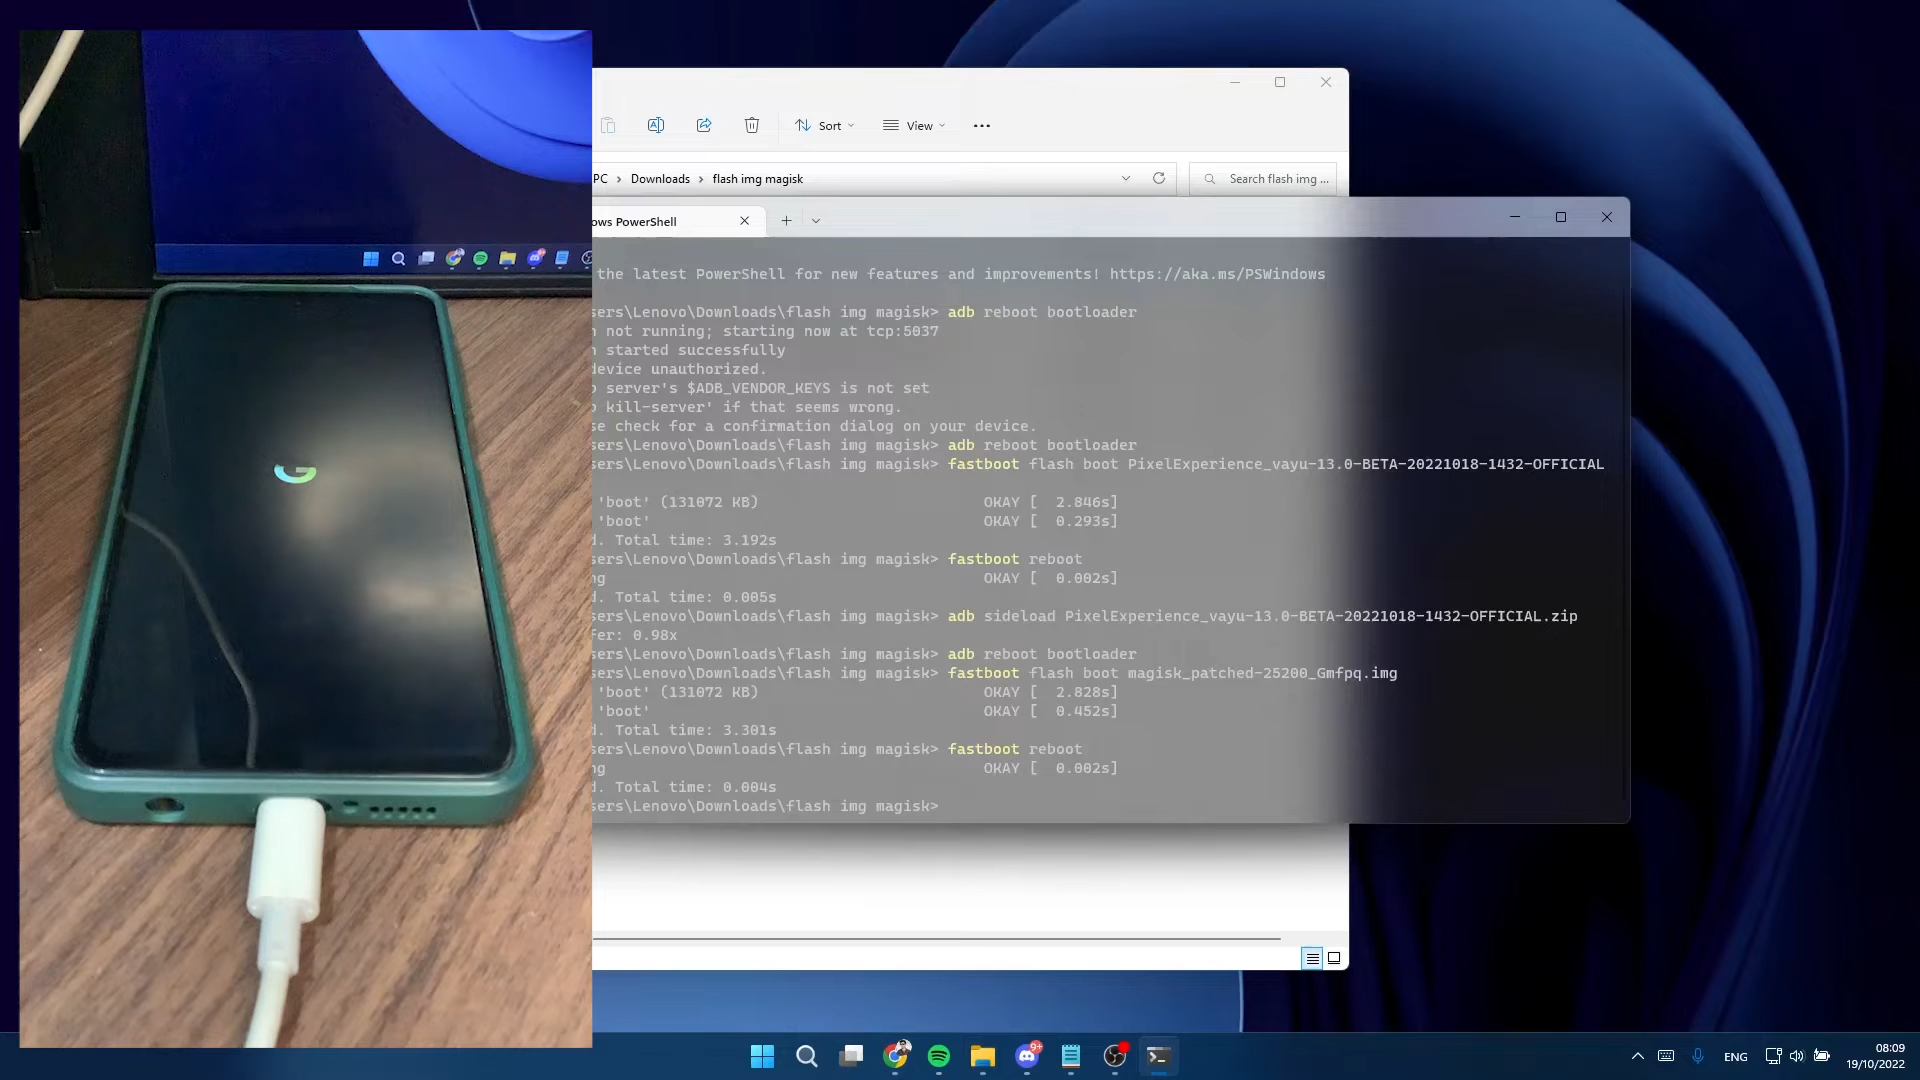 Sort
View
PC > Downloads > flash img magisk
Search flash img ...
ows PowerShell
the latest PowerShell for new features and improvements! https://aka.ms/PSWindows
sers\Lenovo\Downloads\flash img magisk> adb reboot bootloader
n not running; starting now at tcp:5037
n started successfully
device unauthorized.
b server's $ADB_VENDOR_KEYS is not set
b kill-server' if that seems wrong.
se check for a confirmation dialog on your device.
sers\Lenovo\Downloads\flash img magisk> adb reboot bootloader
sers\Lenovo\Downloads\flash img magisk> fastboot flash boot PixelExperience_vayu-13.0-BETA-20221018-1432-OFFICIAL
'boot' (131072 KB) OKAY [ 2.846s]
'boot' OKAY [ 0.293s]
d. Total time: 3.192s
sers\Lenovo\Downloads\flash img magisk> fastboot reboot
ng OKAY [ 0.002s]
d. Total time: 0.005s
sers\Lenovo\Downloads\flash img magisk> adb sideload PixelExperience_vayu-13.0-BETA-20221018-1432-OFFICIAL.zip
fer: 0.98x
sers\Lenovo\Downloads\flash img magisk> adb reboot bootloader
sers\Lenovo\Downloads\flash img magisk> fastboot flash boot magisk_patched-25200_Gmfpq.img
'boot' (131072 KB) OKAY [ 2.828s]
'boot' OKAY [ 0.452s]
d. Total time: 3.301s
sers\Lenovo\Downloads\flash img magisk> fastboot reboot
ng OKAY [ 0.002s]
d. Total time: 0.004s
sers\Lenovo\Downloads\flash img magisk>
G
9+
ENG
08:09
19/10/2022